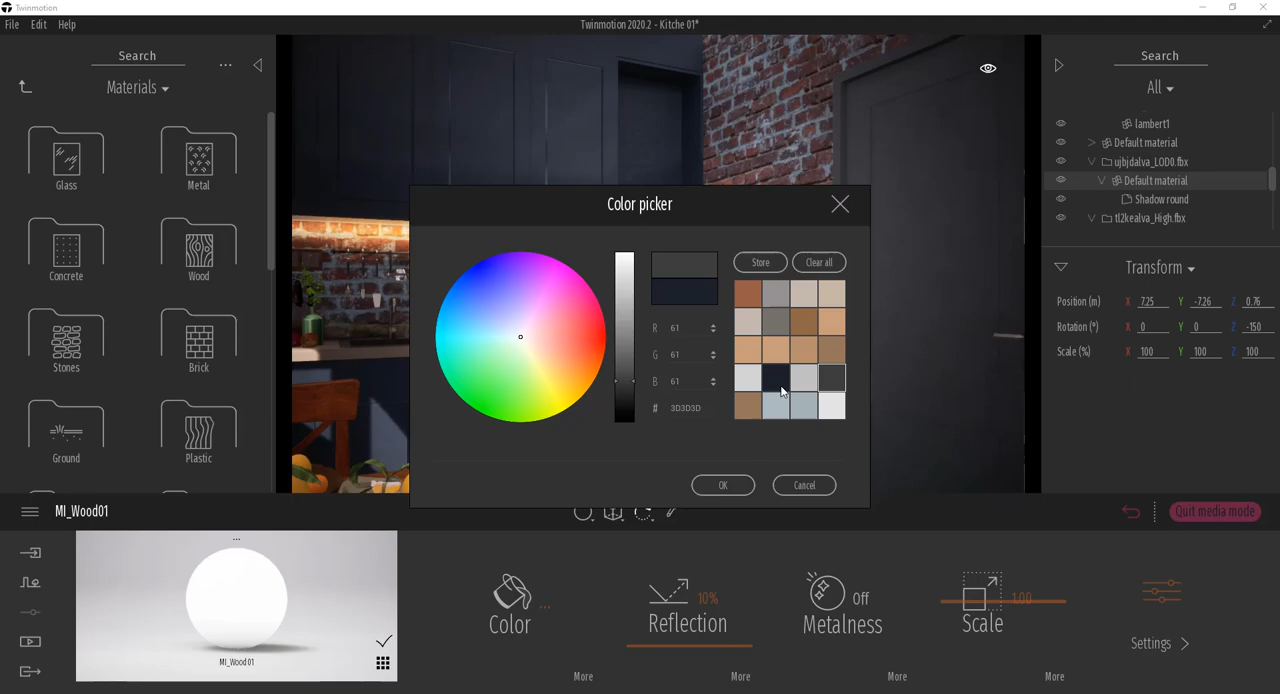 Twinmotion
File Edit Help
Twinmotion 2020.2 - Kitche 01*
Search
...
Materials
Glass
Metal
Concrete
Wood
Stones
Brick
Ground
Plastic
Color picker
Store
Clear all
R 61
G 61
B 61
# 3D3D3D
OK
Cancel
Search
All
lambert1
Default material
ujbjdalva_LOD0.fbx
Default material
Shadow round
tl2kealva_High.fbx
Transform
Position (m) X 7.25 Y -7.26 Z 0.76
Rotation (°) X 0 Y 0 Z -150
Scale (%) X 100 Y 100 Z 100
MI_Wood01
Quit media mode
...
MI_Wood01
Color ...
Reflection 10%
Metalness Off
Scale 1.00
Settings
More
More
More
More